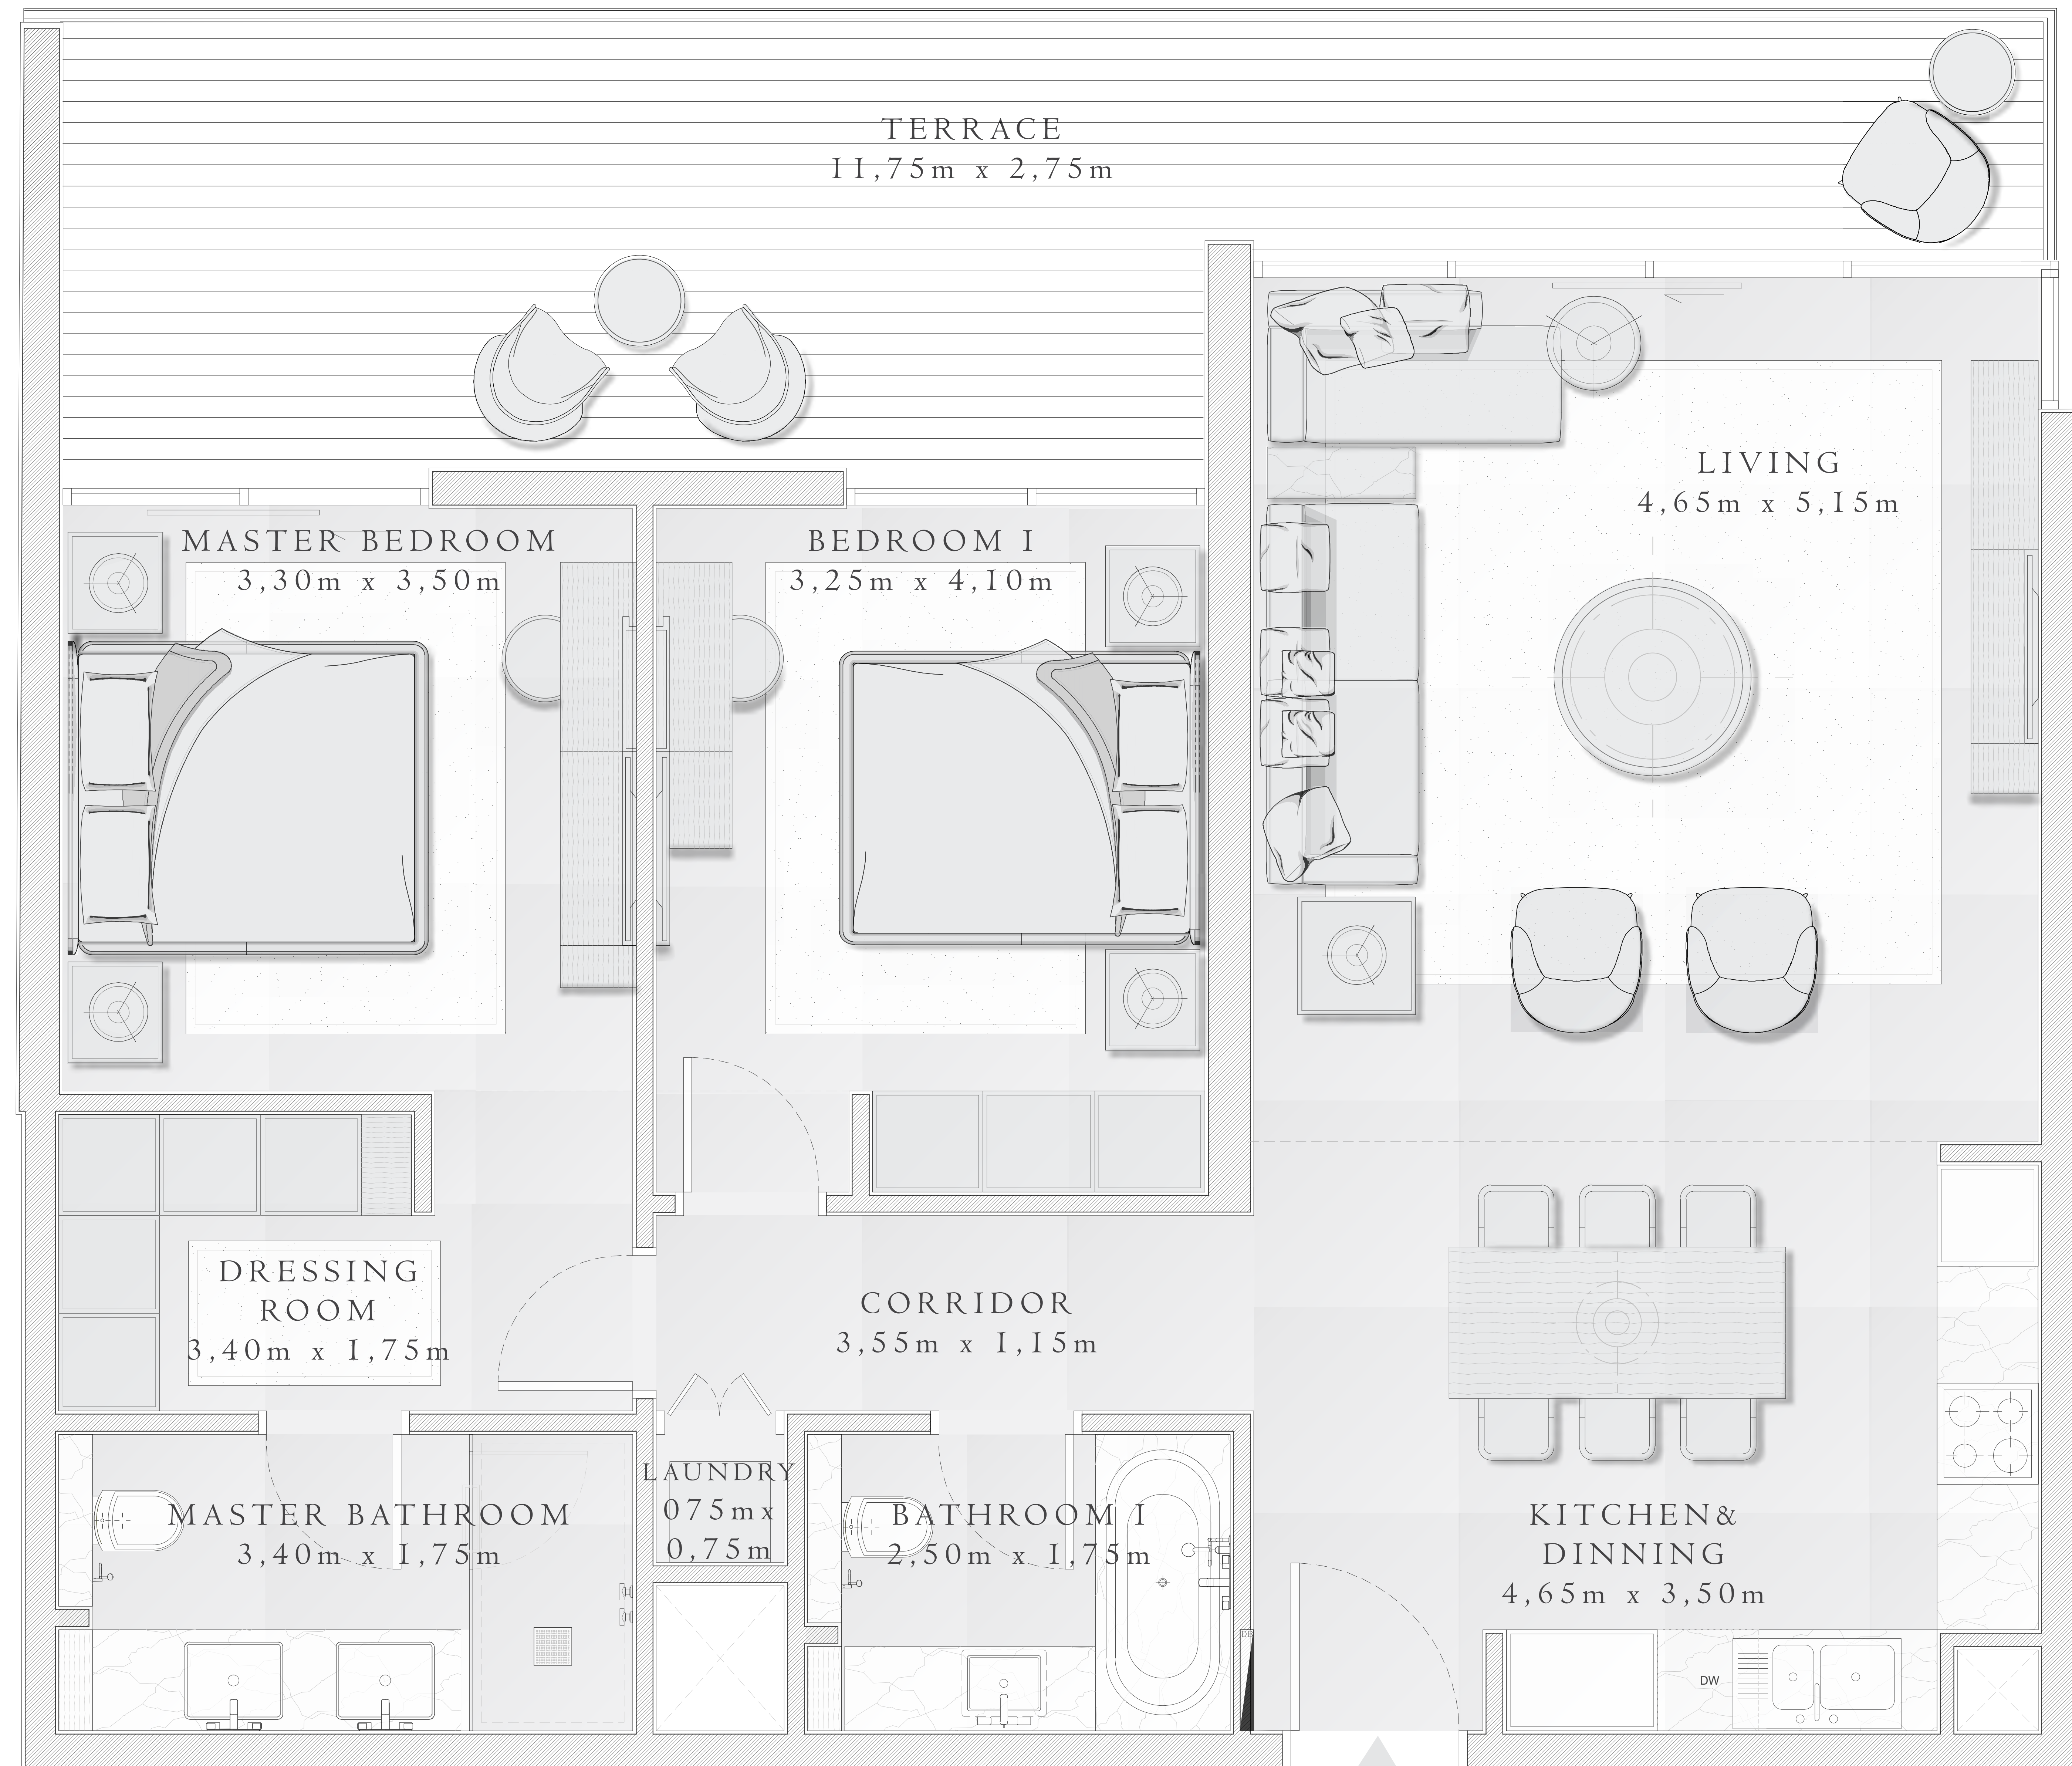 TERRACE
11,75m x 2,75m
LIVING
4,65m x 5,15m
MASTER BEDROOM
3,30m x 3,50m
BEDROOM I
3,25m x 4,10m
DRESSING
ROOM
3,40m x 1,75m
CORRIDOR
3,55m x 1,15m
LAUNDRY
075mx
0,75m
MASTER BATHROOM
3,40m x 1,75m
BATHROOM I
2,50m x 1,75m
KITCHEN&
DINNING
4,65m x 3,50m
DB
DW